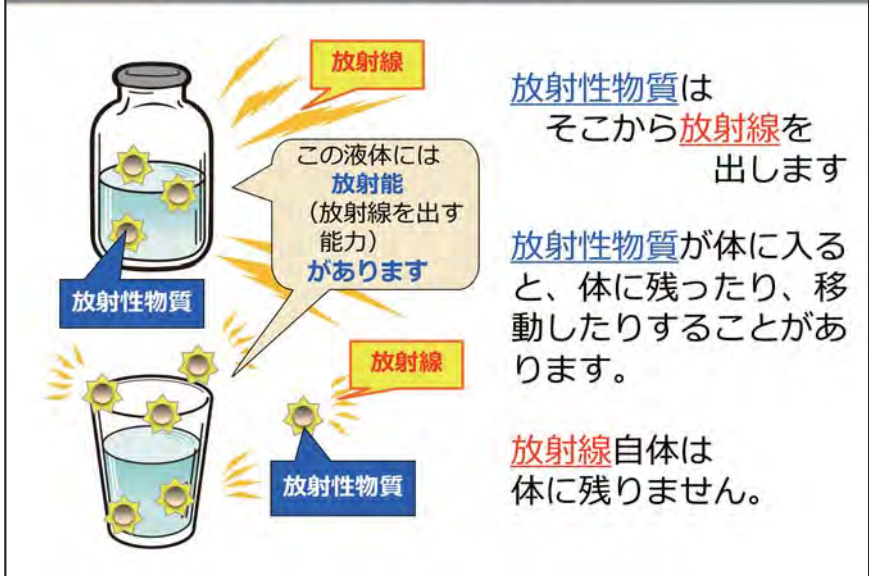 放射線
この液体には
放射能
（放射線を出す
能力）
があります
放射性物質
放射線
放射性物質
放射性物質は
そこから放射線を
出します
放射性物質が体に入る
と、体に残ったり、移
動したりすることがあ
ります。
放射線自体は
体に残りません。